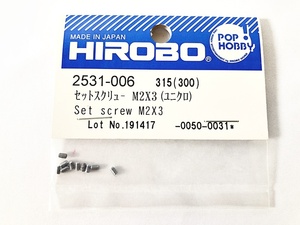 MADE IN JAPAN
HIROBO
POP
HOBBY
2531-006 315(300)
セットスクリュ- M2X3(ユニクロ)
Set screw M2X3
Lot No.191417 -0050-0031※